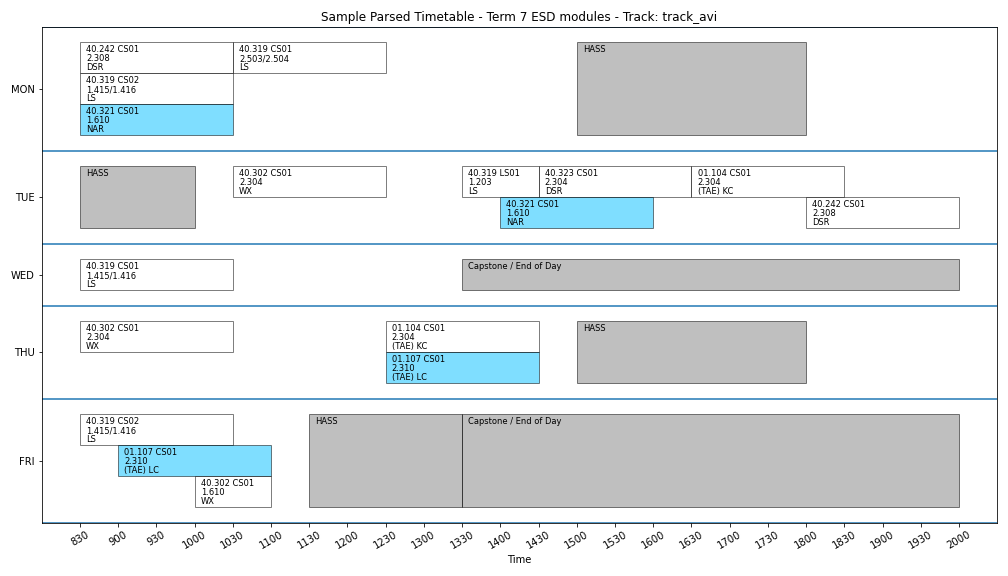 Sample Parsed Timetable - Term 7 ESD modules - Track: track_avi
MON
40.242 CS01
2.308
DSR
40.319 CS01
2.503/2.504
LS
HASS
40.319 CS02
1.415/1.416
LS
40.321 CS01
1.610
NAR
TUE
HASS
40.302 CS01
2.304
WX
40.319 LS01
1.203
LS
40.323 CS01
2.304
DSR
01.104 CS01
2.304
(TAE) KC
40.321 CS01
1.610
NAR
40.242 CS01
2.308
DSR
WED
40.319 CS01
1.415/1.416
LS
Capstone / End of Day
THU
40.302 CS01
2.304
WX
01.104 CS01
2.304
(TAE) KC
HASS
01.107 CS01
2.310
(TAE) LC
FRI
40.319 CS02
1.415/1.416
LS
HASS
Capstone / End of Day
01.107 CS01
2.310
(TAE) LC
40.302 CS01
1.610
WX
830 900 930 1000 1030 1100 1130 1200 1230 1300 1330 1400 1430 1500 1530 1600 1630 1700 1730 1800 1830 1900 1930 2000
Time